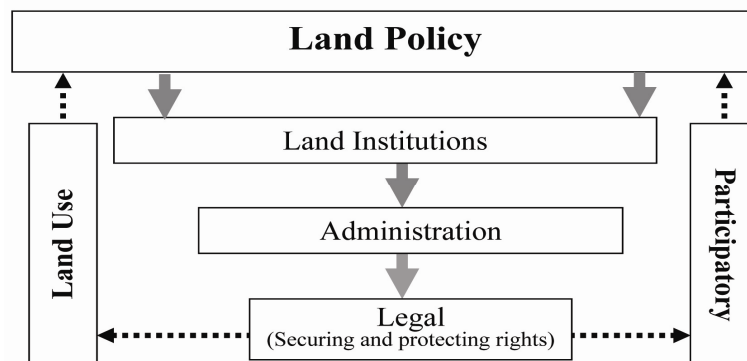 Land Policy
Land Institutions
Administration
Legal
(Securing and protecting rights)
Land Use
Participatory